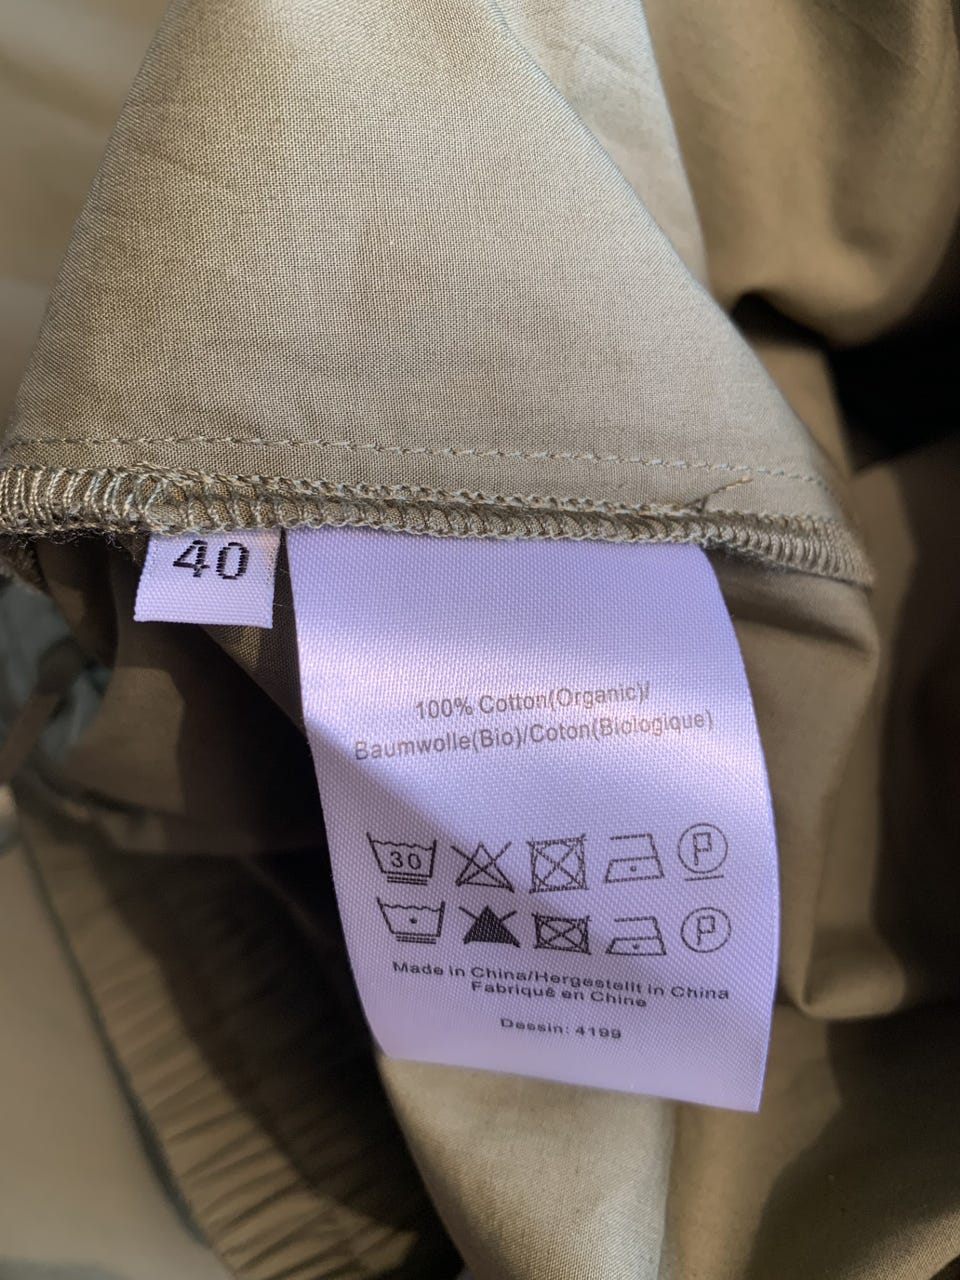 40
100% Cotton(Organic)/
Baumwolle(Bio)/Coton(Biologique)
30
P
P
Made in China/Hergestellt in China
Fabriqué en Chine
Dessin: 4199